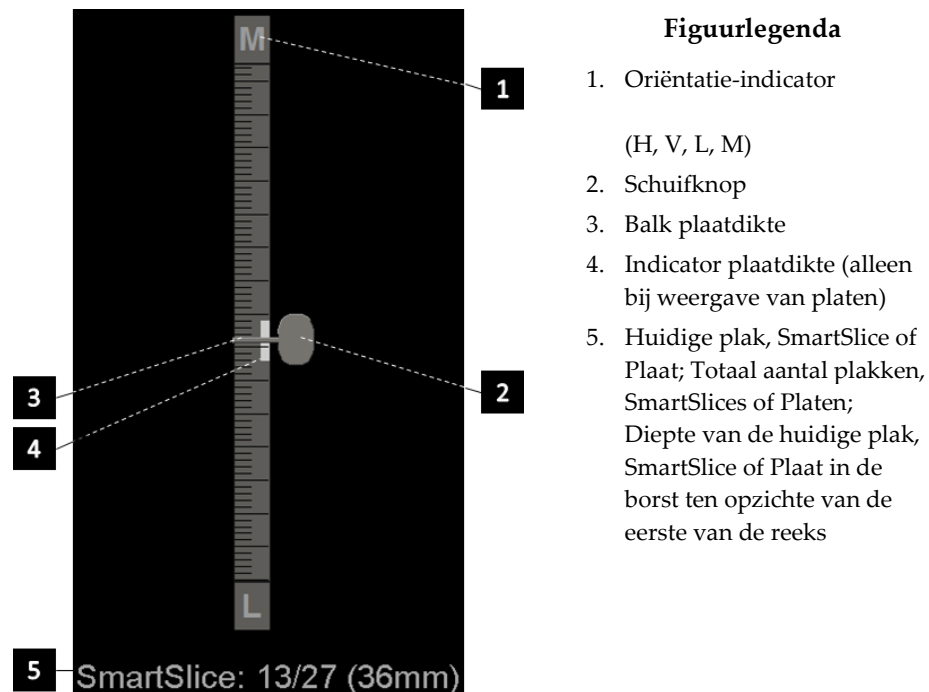 M
1
3
4
2
L
5
SmartSlice: 13/27 (36mm)
Figuurlegenda
1. Oriëntatie-indicator
(H, V, L, M)
2. Schuifknop
3. Balk plaatdikte
4. Indicator plaatdikte (alleen
bij weergave van platen)
5. Huidige plak, SmartSlice of
Plaat; Totaal aantal plakken,
SmartSlices of Platen;
Diepte van de huidige plak,
SmartSlice of Plaat in de
borst ten opzichte van de
eerste van de reeks